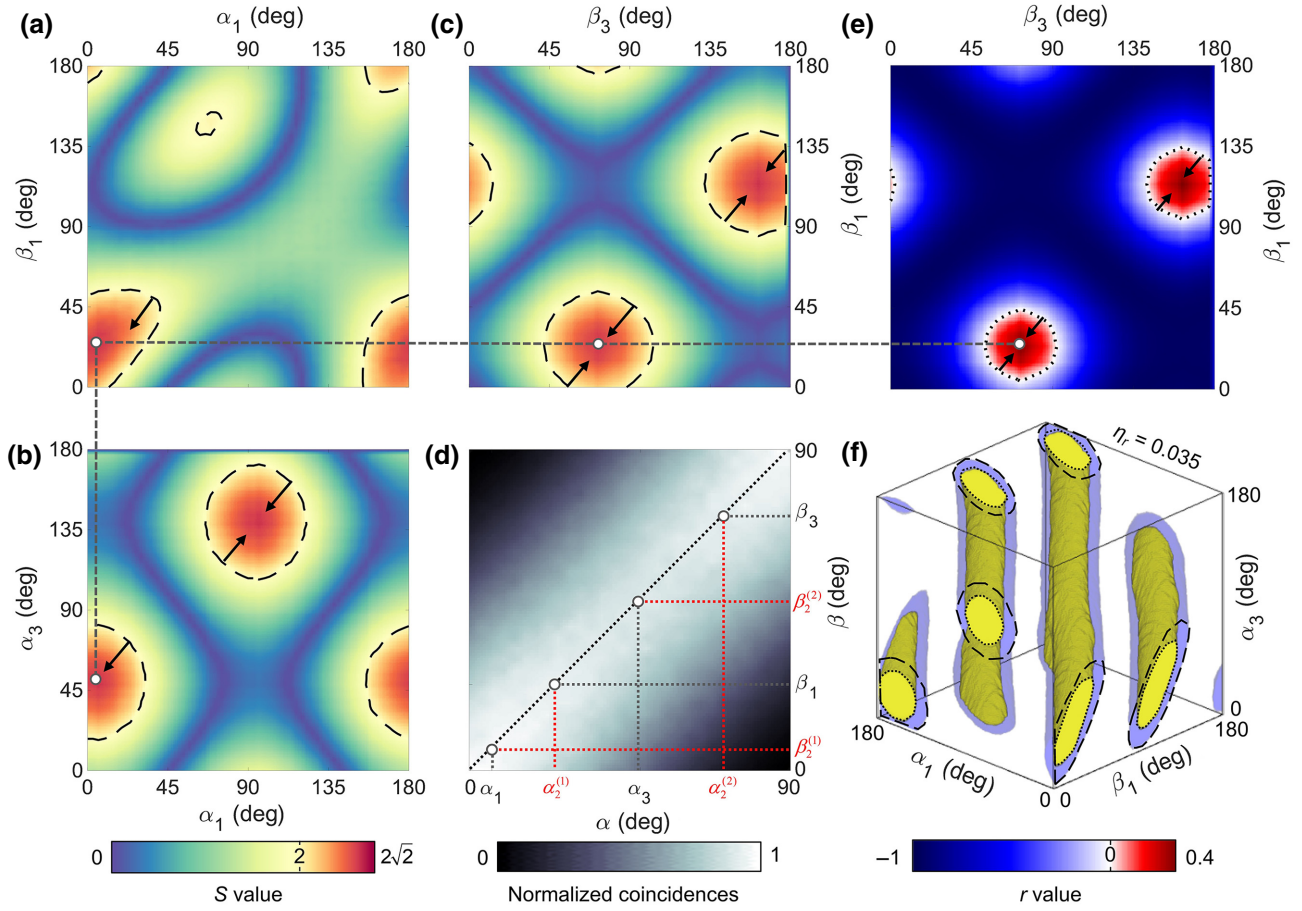 (a)
α₁ (deg)
0 45 90 135 180
180
135
90
45
0
β₁ (deg)
(c)
β₃ (deg)
0 45 90 135 180
180
135
90
45
0
β₁ (deg)
(e)
β₃ (deg)
0 45 90 135 180
180
135
90
45
0
β₁ (deg)
(b)
180
135
90
45
0
α₃ (deg)
0 45 90 135 180
α₁ (deg)
(d)
90
β₃
β₂⁽²⁾
β₁
β₂⁽¹⁾
0
β (deg)
0 α₁ α₂⁽¹⁾ α₃ α₂⁽²⁾ 90
α (deg)
(f)
ηᵣ = 0.035
180
α₃ (deg)
0
180
α₁ (deg)
0 0
β₁ (deg)
180
0 2 2√2
S value
0 1
Normalized coincidences
−1 0 0.4
r value